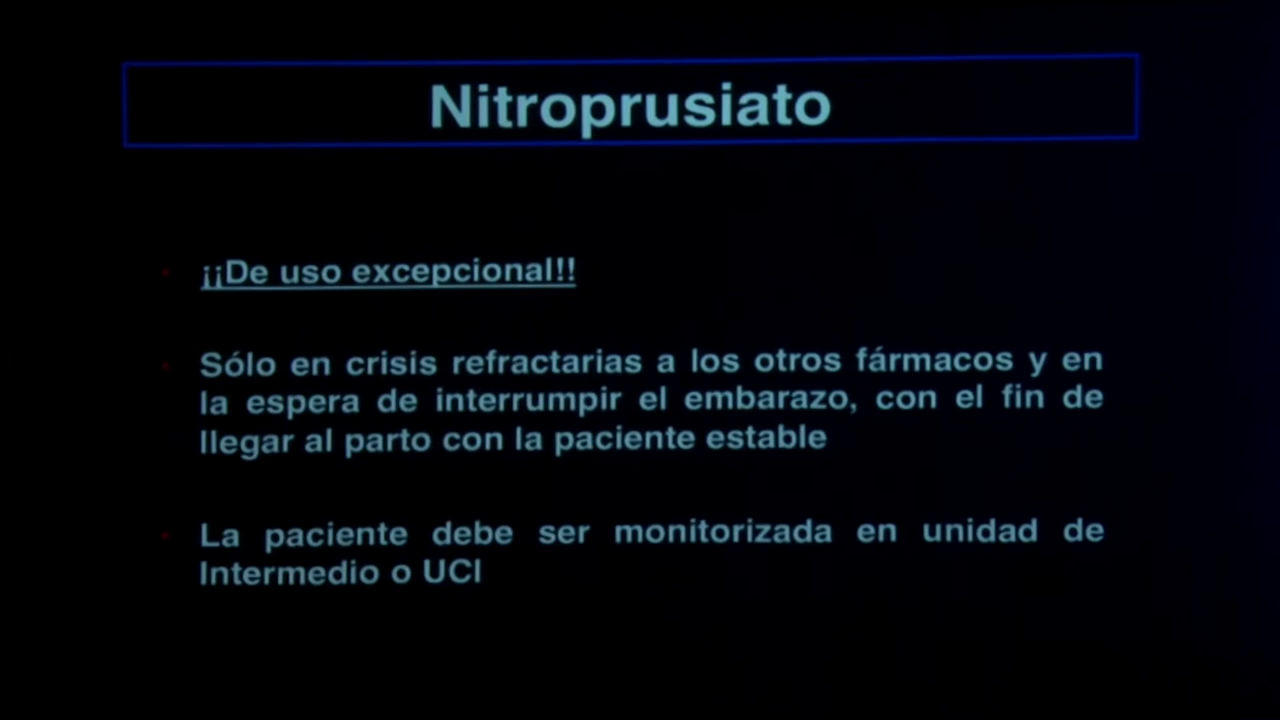 Nitroprusiato
¡¡De uso excepcional!!
Sólo en crisis refractarias a los otros fármacos y en
la espera de interrumpir el embarazo, con el fin de
llegar al parto con la paciente estable
La paciente debe ser monitorizada en unidad de
Intermedio o UCI